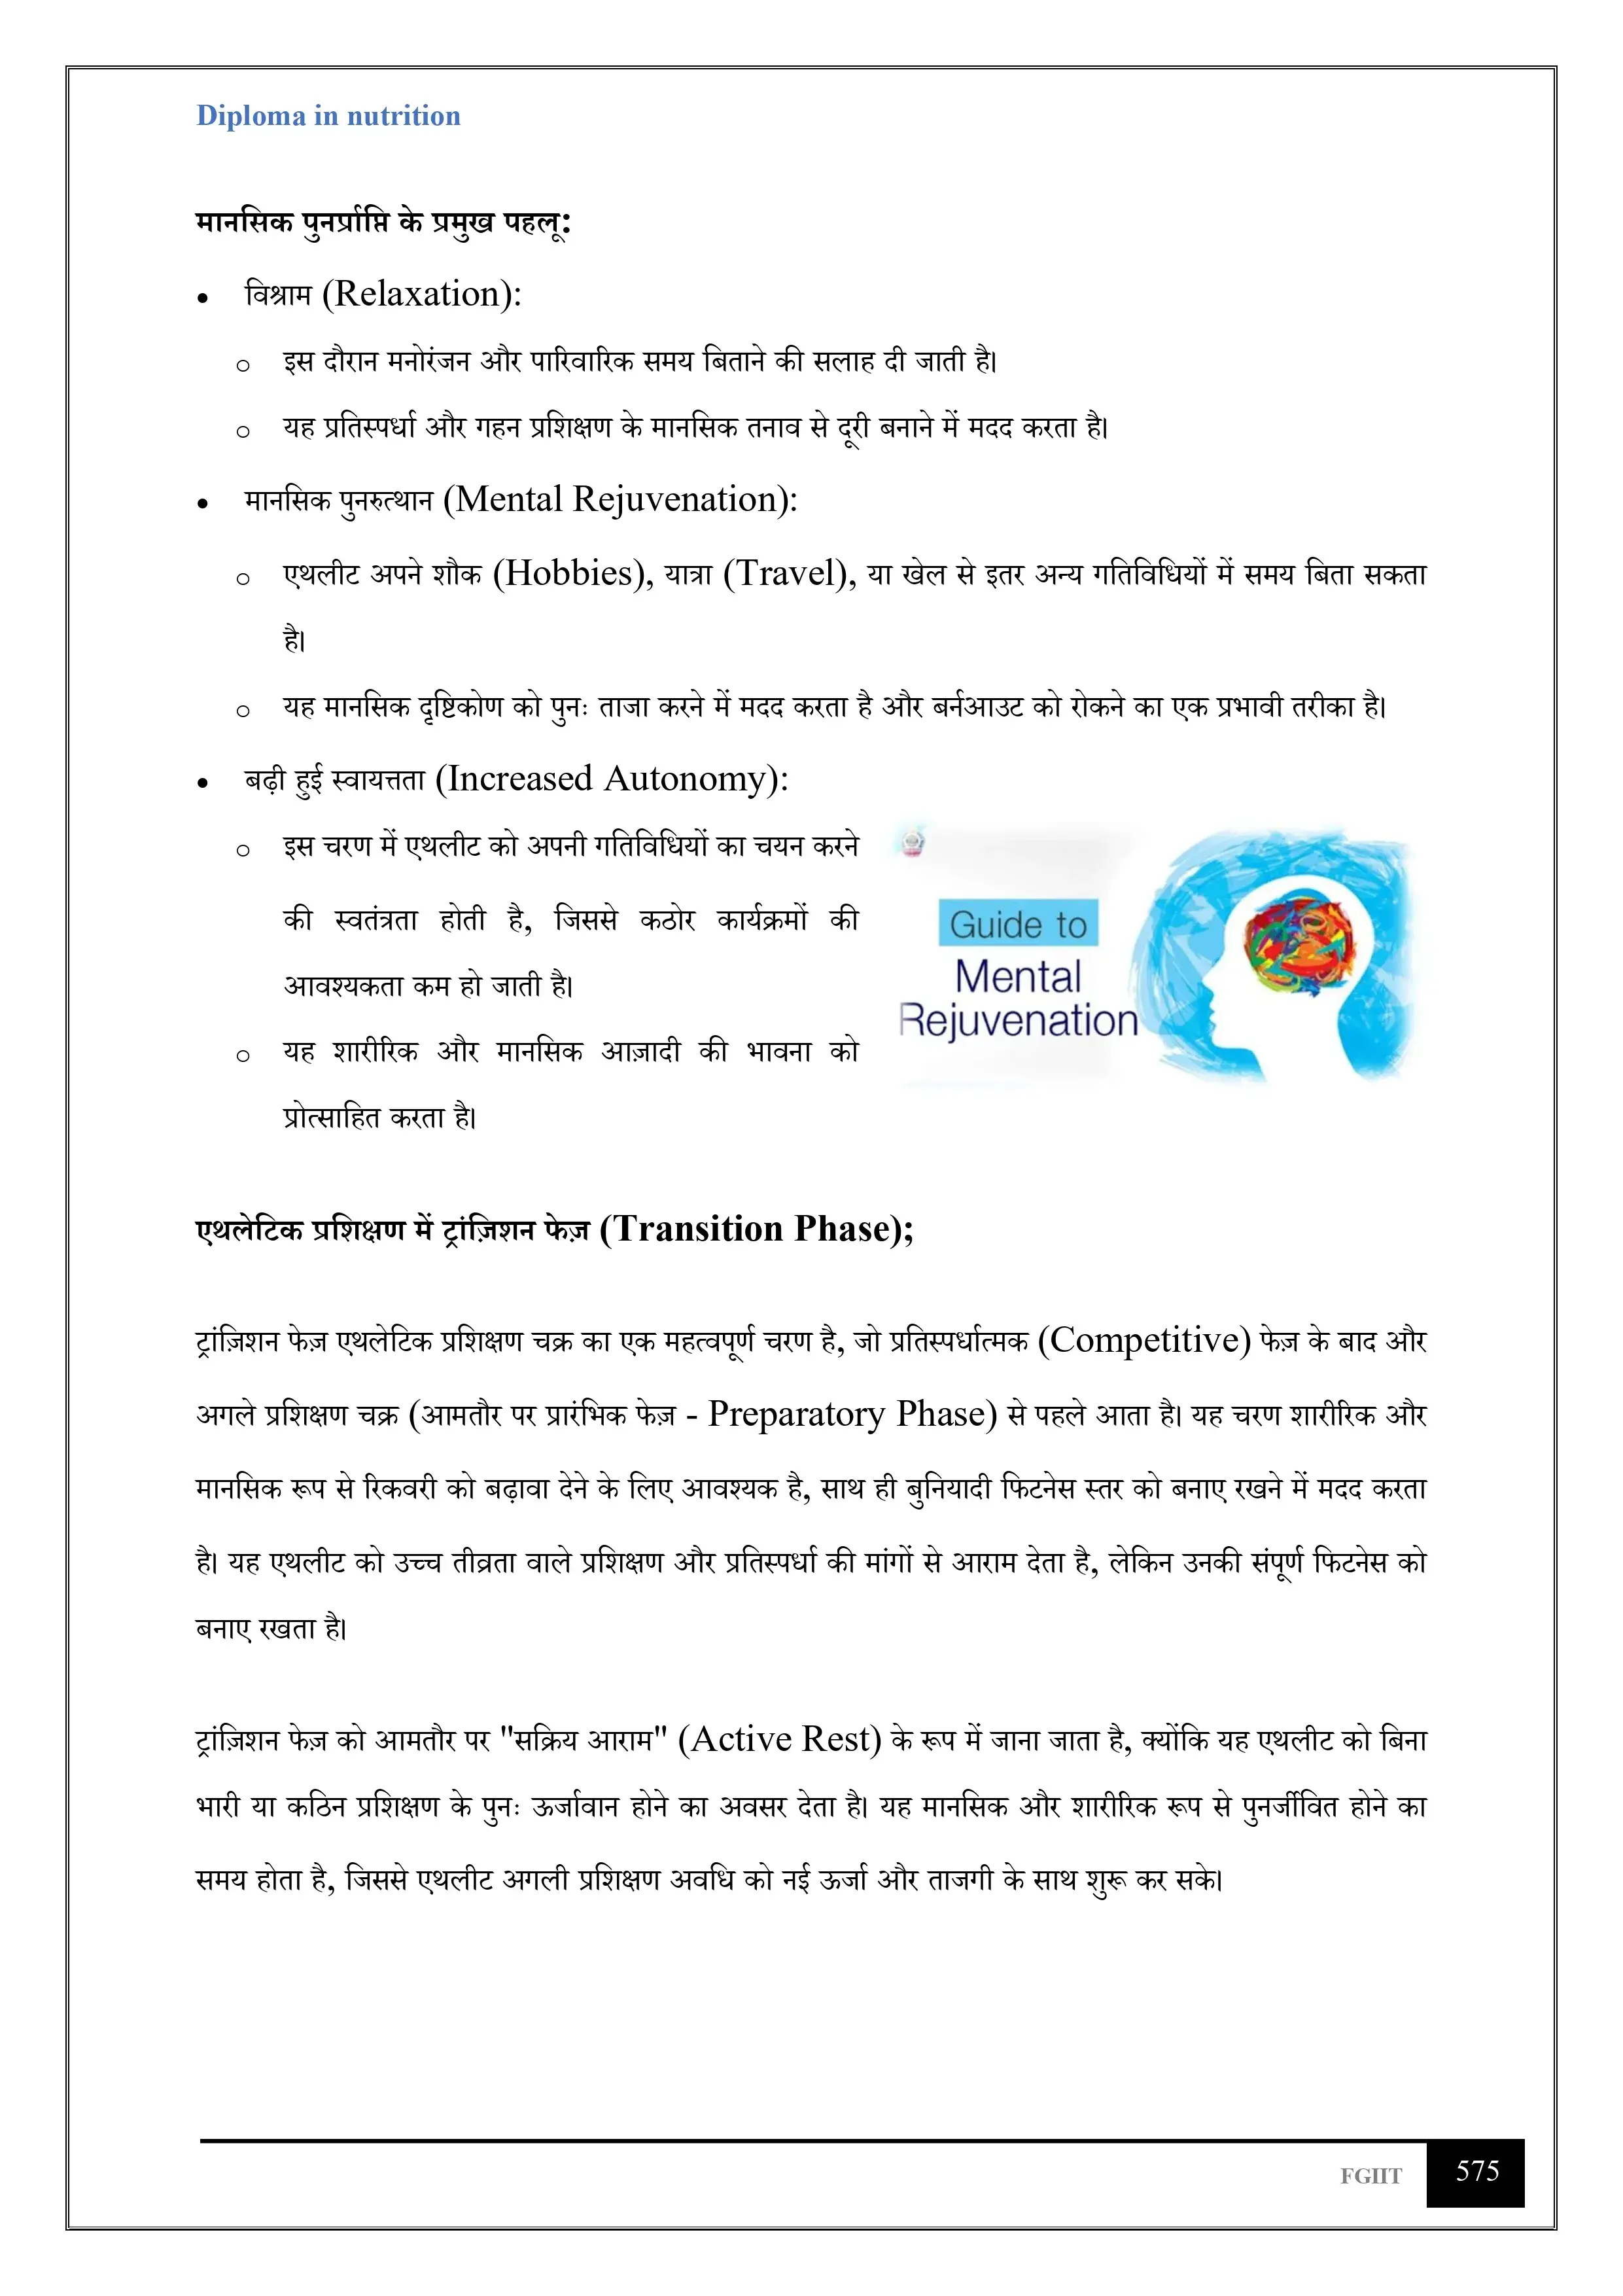 Diploma in nutrition
मानसिक पुनर्प्राप्ति के प्रमुख पहलू:
• विश्राम (Relaxation):
o इस दौरान मनोरंजन और पारिवारिक समय बिताने की सलाह दी जाती है।
o यह प्रतिस्पर्धा और गहन प्रशिक्षण के मानसिक तनाव से दूरी बनाने में मदद करता है।
• मानसिक पुनरुत्थान (Mental Rejuvenation):
o एथलीट अपने शौक (Hobbies), यात्रा (Travel), या खेल से इतर अन्य गतिविधियों में समय बिता सकता
है।
o यह मानसिक दृष्टिकोण को पुनः ताजा करने में मदद करता है और बर्नआउट को रोकने का एक प्रभावी तरीका है।
• बढ़ी हुई स्वायत्तता (Increased Autonomy):
o इस चरण में एथलीट को अपनी गतिविधियों का चयन करने
की स्वतंत्रता होती है, जिससे कठोर कार्यक्रमों की
आवश्यकता कम हो जाती है।
o यह शारीरिक और मानसिक आज़ादी की भावना को
प्रोत्साहित करता है।
Guide to
Mental
Rejuvenation
एथलेटिक प्रशिक्षण में ट्रांज़िशन फेज़ (Transition Phase);
ट्रांज़िशन फेज़ एथलेटिक प्रशिक्षण चक्र का एक महत्वपूर्ण चरण है, जो प्रतिस्पर्धात्मक (Competitive) फेज़ के बाद और
अगले प्रशिक्षण चक्र (आमतौर पर प्रारंभिक फेज़ - Preparatory Phase) से पहले आता है। यह चरण शारीरिक और
मानसिक रूप से रिकवरी को बढ़ावा देने के लिए आवश्यक है, साथ ही बुनियादी फिटनेस स्तर को बनाए रखने में मदद करता
है। यह एथलीट को उच्च तीव्रता वाले प्रशिक्षण और प्रतिस्पर्धा की मांगों से आराम देता है, लेकिन उनकी संपूर्ण फिटनेस को
बनाए रखता है।
ट्रांज़िशन फेज़ को आमतौर पर "सक्रिय आराम" (Active Rest) के रूप में जाना जाता है, क्योंकि यह एथलीट को बिना
भारी या कठिन प्रशिक्षण के पुनः ऊर्जावान होने का अवसर देता है। यह मानसिक और शारीरिक रूप से पुनर्जीवित होने का
समय होता है, जिससे एथलीट अगली प्रशिक्षण अवधि को नई ऊर्जा और ताजगी के साथ शुरू कर सके।
FGIIT 575